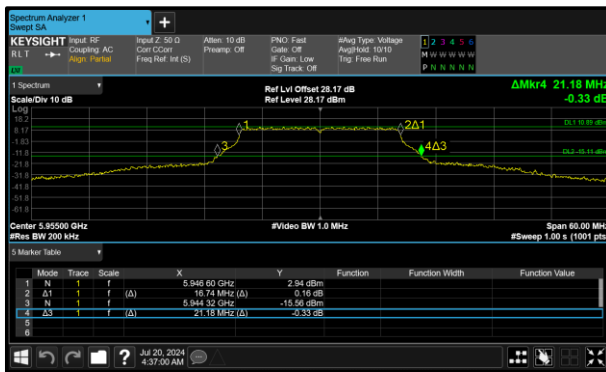 Spectrum Analyzer 1
Swept SA
KEYSIGHT Input: RF Input Z: 50 Ω Atten: 10 dB PNO: Fast #Avg Type: Voltage 1 2 3 4 5 6
RLT Coupling: AC Corr CCorr Preamp: Off Gate: Off Avg|Hold: 10/10 M W W W W W
Align: Partial Freq Ref: Int (S) IF Gain: Low Trig: Free Run P N N N N N
Sig Track: Off
1 Spectrum Ref Lvl Offset 28.17 dB ΔMkr4 21.18 MHz
Scale/Div 10 dB Ref Level 28.17 dBm -0.33 dB
Log
18.2
8.17
-1.83
-11.8
-21.8
-31.8
-41.8
-51.8
-61.8
1
2Δ1
3
4Δ3
DL1 10.89 dBm
DL2 -15.11 dBm
Center 5.95500 GHz #Video BW 1.0 MHz Span 60.00 MHz
#Res BW 200 kHz #Sweep 1.00 s (1001 pts
5 Marker Table
Mode Trace Scale X Y Function Function Width Function Value
1 N 1 f 5.946 60 GHz 2.94 dBm
2 Δ1 1 f (Δ) 16.74 MHz (Δ) 0.16 dB
3 N 1 f 5.944 32 GHz -15.56 dBm
4 Δ3 1 f (Δ) 21.18 MHz (Δ) -0.33 dB
5
6
? Jul 20, 2024
4:37:00 AM